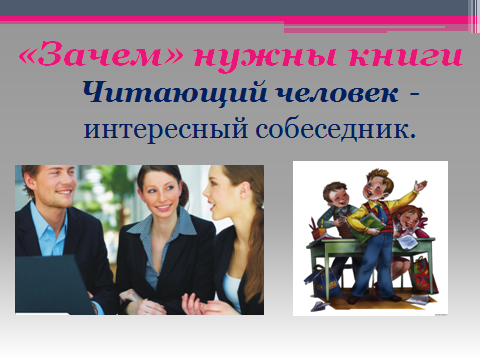 «Зачем» нужны книги
Читающий человек -
интересный собеседник.